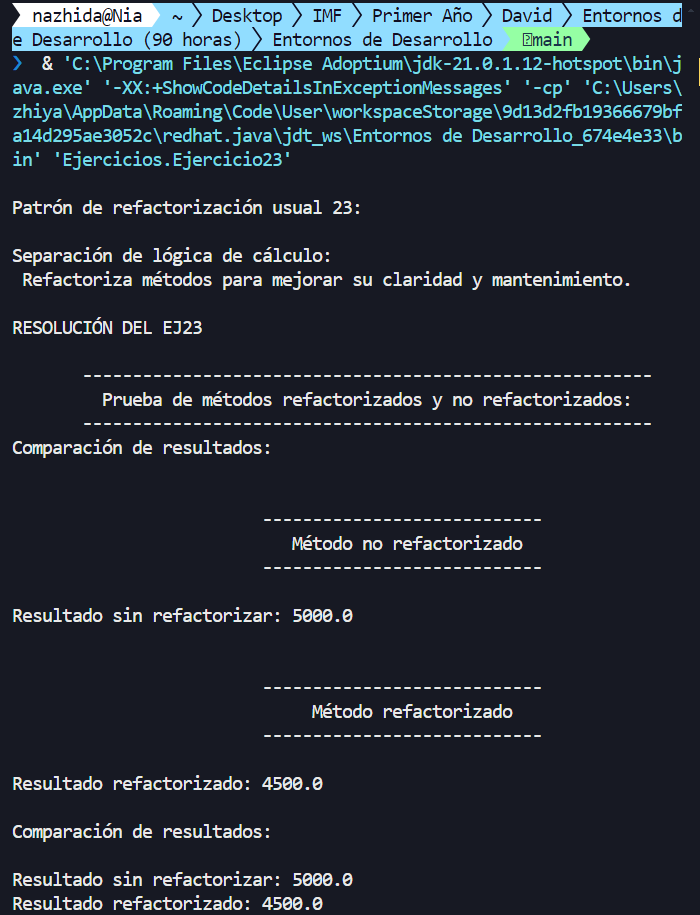 nazhida@Nia ~ Desktop IMF Primer Año David Entornos d
e Desarrollo (90 horas) Entornos de Desarrollo main
❯ & 'C:\Program Files\Eclipse Adoptium\jdk-21.0.1.12-hotspot\bin\j
ava.exe' '-XX:+ShowCodeDetailsInExceptionMessages' '-cp' 'C:\Users\
zhiya\AppData\Roaming\Code\User\workspaceStorage\9d13d2fb19366679bf
a14d295ae3052c\redhat.java\jdt_ws\Entornos de Desarrollo_674e4e33\b
in' 'Ejercicios.Ejercicio23'
Patrón de refactorización usual 23:
Separación de lógica de cálculo:
Refactoriza métodos para mejorar su claridad y mantenimiento.
RESOLUCIÓN DEL EJ23
---------------------------------------------------------
Prueba de métodos refactorizados y no refactorizados:
---------------------------------------------------------
Comparación de resultados:
----------------------------
Método no refactorizado
----------------------------
Resultado sin refactorizar: 5000.0
----------------------------
Método refactorizado
----------------------------
Resultado refactorizado: 4500.0
Comparación de resultados:
Resultado sin refactorizar: 5000.0
Resultado refactorizado: 4500.0